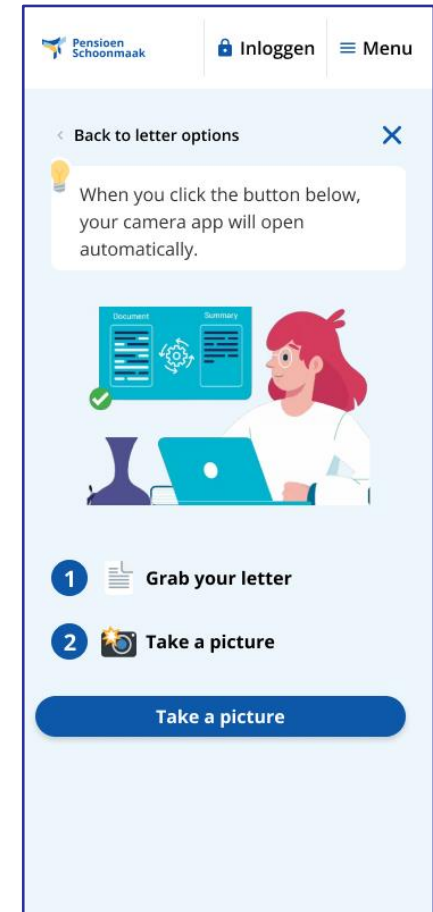 Pensioen
Schoonmaak
Inloggen
Menu
Back to letter options
When you click the button below,
your camera app will open
automatically.
Document
Summary
1 Grab your letter
2 Take a picture
Take a picture